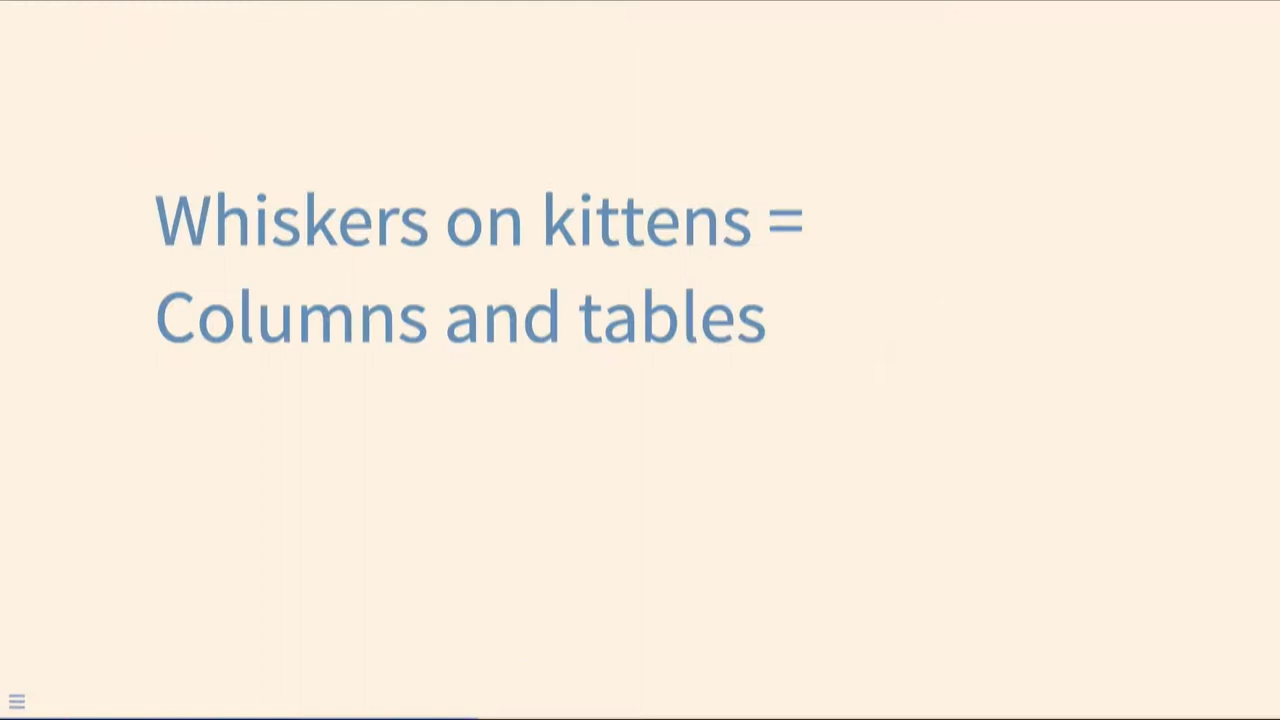 Whiskers on kittens =
Columns and tables